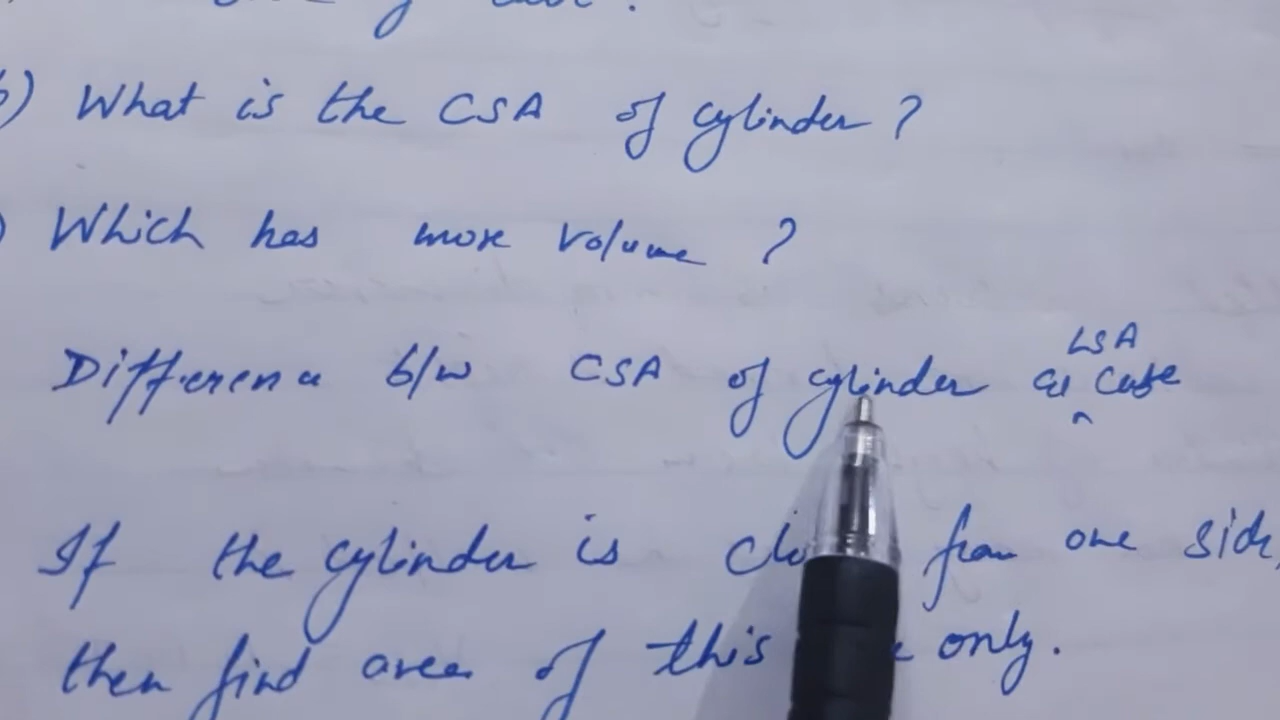 b) What is the CSA of cylinder ?
) Which has more volume ?
LSA
Difference b/w CSA of cylinder & Cube
If the cylinder is from one side,
then find area of this only.